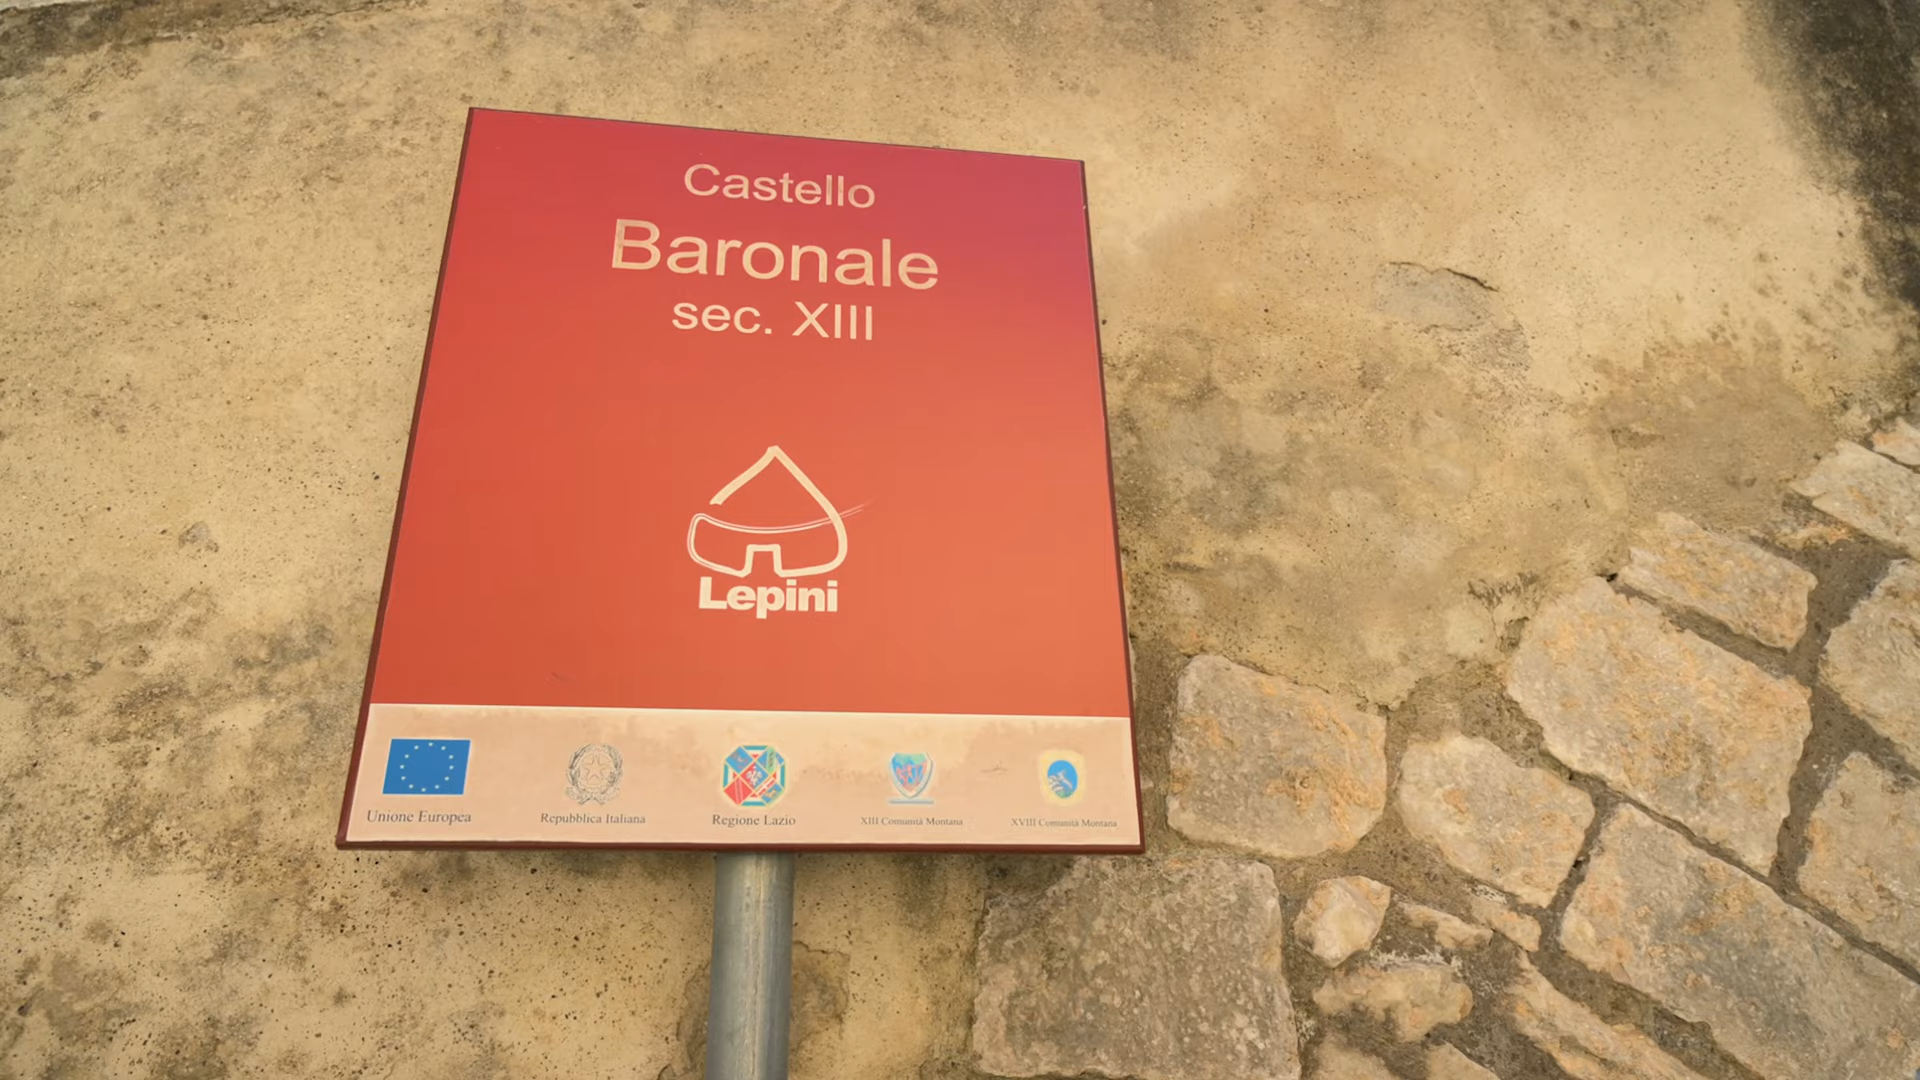 Castello
Baronale
sec. XIII
Lepini
Unione Europea
Repubblica Italiana
Regione Lazio
XIII Comunità Montana
XVIII Comunità Montana